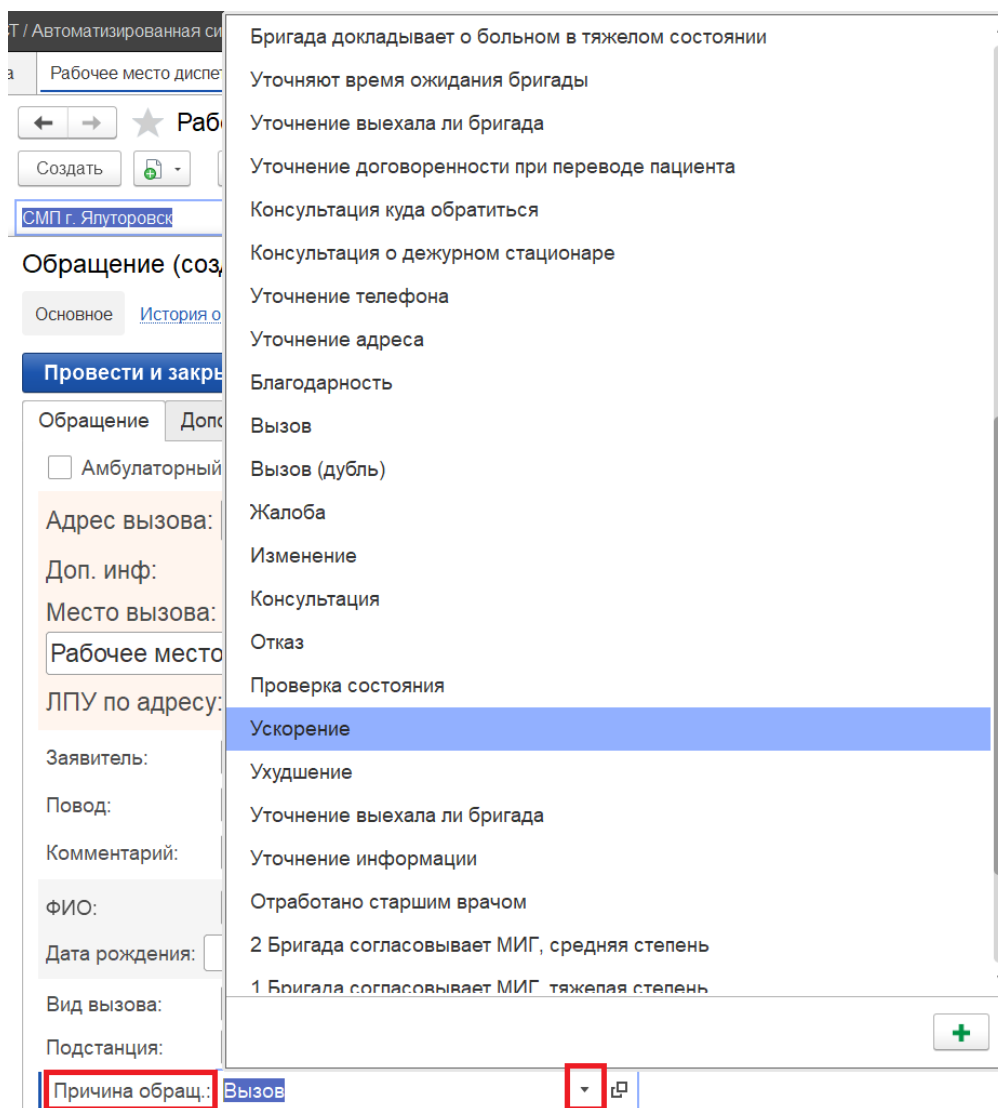 Т / Автоматизированная си
а Рабочее место диспе
Раб
Создать
СМП г. Ялуторовск
Обращение (соз
Основное История о
Провести и закры
Обращение Допо
Амбулаторный
Адрес вызова:
Доп. инф:
Место вызова:
Рабочее место
ЛПУ по адресу:
Заявитель:
Повод:
Комментарий:
ФИО:
Дата рождения:
Вид вызова:
Подстанция:
Причина обращ.: Вызов
Бригада докладывает о больном в тяжелом состоянии
Уточняют время ожидания бригады
Уточнение выехала ли бригада
Уточнение договоренности при переводе пациента
Консультация куда обратиться
Консультация о дежурном стационаре
Уточнение телефона
Уточнение адреса
Благодарность
Вызов
Вызов (дубль)
Жалоба
Изменение
Консультация
Отказ
Проверка состояния
Ускорение
Ухудшение
Уточнение выехала ли бригада
Уточнение информации
Отработано старшим врачом
2 Бригада согласовывает МИГ, средняя степень
1 Бригада согласовывает МИГ, тяжелая степень